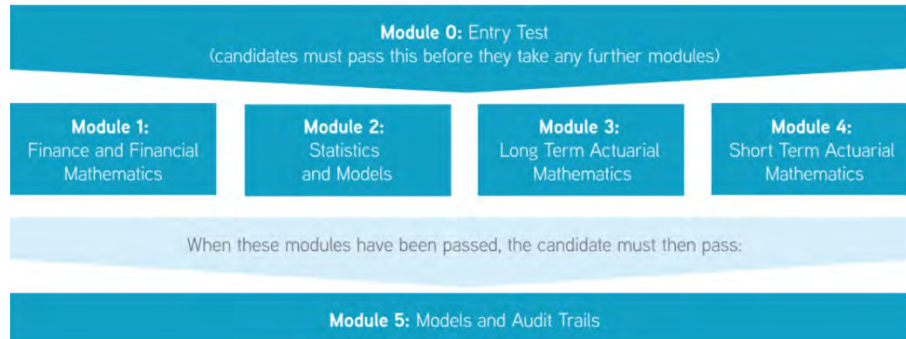 Module 0: Entry Test
(candidates must pass this before they take any further modules)
Module 1:
Finance and Financial
Mathematics
Module 2:
Statistics
and Models
Module 3:
Long Term Actuarial
Mathematics
Module 4:
Short Term Actuarial
Mathematics
When these modules have been passed, the candidate must then pass:
Module 5: Models and Audit Trails